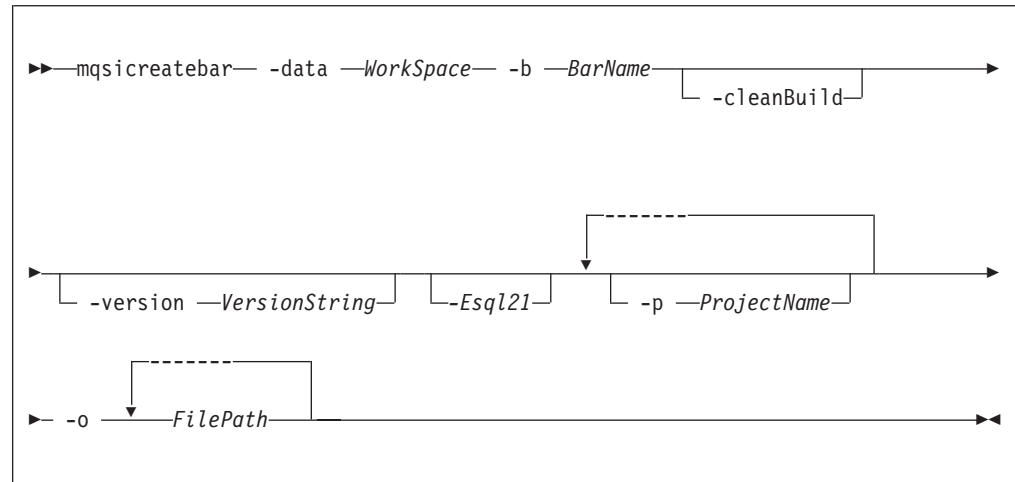 mqsicreatebar -data WorkSpace -b BarName
-cleanBuild
-version VersionString -Esql21 -p ProjectName
-o FilePath